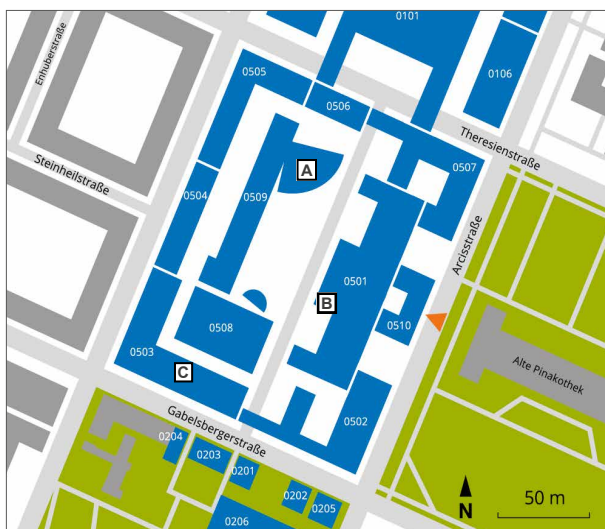 0101
Enhuberstraße
0505
0106
0506
Theresienstraße
Steinheilstraße
A
0507
0504
0509
Arcisstraße
0501
B
0510
0508
0503
C
Alte Pinakothek
0502
Gabelsbergerstraße
0204
0203
0201
0202
0205
0206
N
50 m